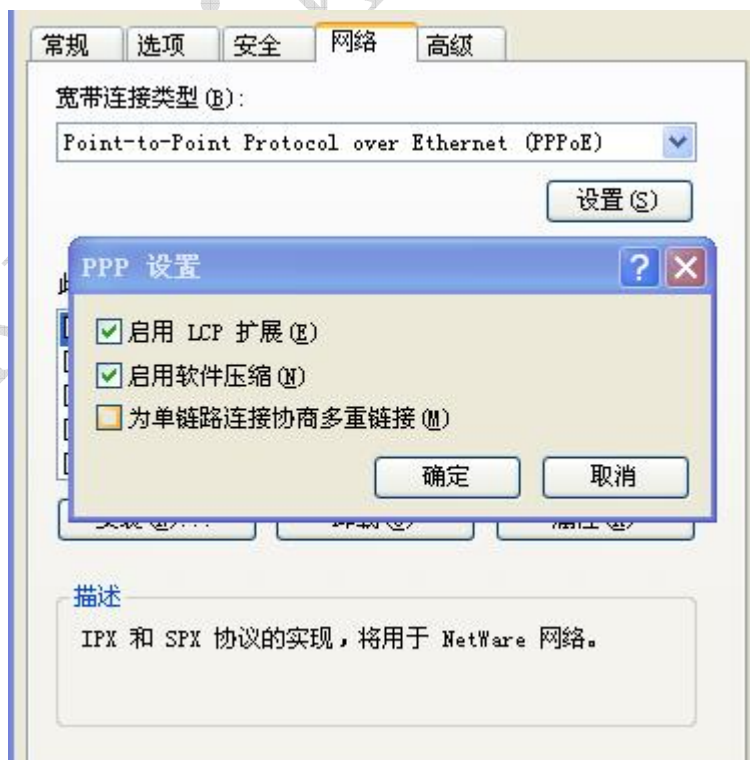 常规 选项 安全 网络 高级
宽带连接类型(B):
Point-to-Point Protocol over Ethernet (PPPoE)
设置(S)
PPP 设置
启用 LCP 扩展(E)
启用软件压缩(N)
为单链路连接协商多重链接(M)
确定 取消
描述
IPX 和 SPX 协议的实现，将用于 NetWare 网络。